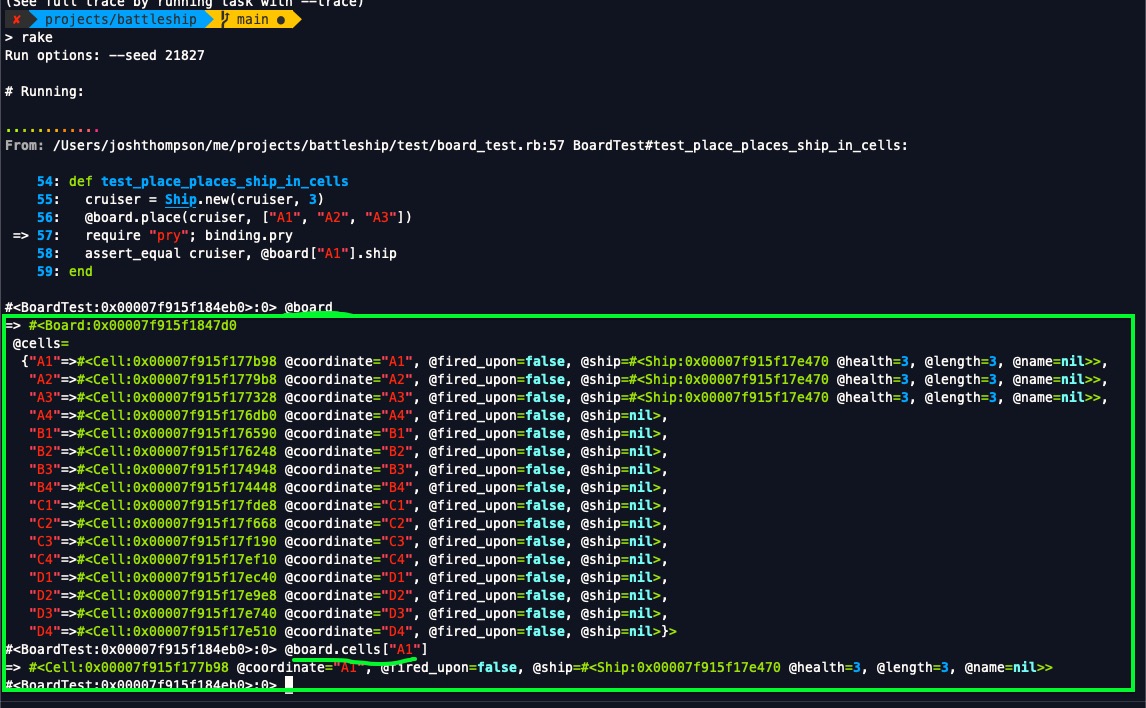 (See full trace by running task with --trace)
✘ projects/battleship main ●
> rake
Run options: --seed 21827
# Running:
............
From: /Users/joshthompson/me/projects/battleship/test/board_test.rb:57 BoardTest#test_place_places_ship_in_cells:
54: def test_place_places_ship_in_cells
55: cruiser = Ship.new(cruiser, 3)
56: @board.place(cruiser, ["A1", "A2", "A3"])
=> 57: require "pry"; binding.pry
58: assert_equal cruiser, @board["A1"].ship
59: end
#<BoardTest:0x00007f915f184eb0>:0> @board
=> #<Board:0x00007f915f1847d0
@cells=
{"A1"=>#<Cell:0x00007f915f177b98 @coordinate="A1", @fired_upon=false, @ship=#<Ship:0x00007f915f17e470 @health=3, @length=3, @name=nil>>,
"A2"=>#<Cell:0x00007f915f1779b8 @coordinate="A2", @fired_upon=false, @ship=#<Ship:0x00007f915f17e470 @health=3, @length=3, @name=nil>>,
"A3"=>#<Cell:0x00007f915f177328 @coordinate="A3", @fired_upon=false, @ship=#<Ship:0x00007f915f17e470 @health=3, @length=3, @name=nil>>,
"A4"=>#<Cell:0x00007f915f176db0 @coordinate="A4", @fired_upon=false, @ship=nil>,
"B1"=>#<Cell:0x00007f915f176590 @coordinate="B1", @fired_upon=false, @ship=nil>,
"B2"=>#<Cell:0x00007f915f176248 @coordinate="B2", @fired_upon=false, @ship=nil>,
"B3"=>#<Cell:0x00007f915f174948 @coordinate="B3", @fired_upon=false, @ship=nil>,
"B4"=>#<Cell:0x00007f915f174448 @coordinate="B4", @fired_upon=false, @ship=nil>,
"C1"=>#<Cell:0x00007f915f17fde8 @coordinate="C1", @fired_upon=false, @ship=nil>,
"C2"=>#<Cell:0x00007f915f17f668 @coordinate="C2", @fired_upon=false, @ship=nil>,
"C3"=>#<Cell:0x00007f915f17f190 @coordinate="C3", @fired_upon=false, @ship=nil>,
"C4"=>#<Cell:0x00007f915f17ef10 @coordinate="C4", @fired_upon=false, @ship=nil>,
"D1"=>#<Cell:0x00007f915f17ec40 @coordinate="D1", @fired_upon=false, @ship=nil>,
"D2"=>#<Cell:0x00007f915f17e9e8 @coordinate="D2", @fired_upon=false, @ship=nil>,
"D3"=>#<Cell:0x00007f915f17e740 @coordinate="D3", @fired_upon=false, @ship=nil>,
"D4"=>#<Cell:0x00007f915f17e510 @coordinate="D4", @fired_upon=false, @ship=nil>}>
#<BoardTest:0x00007f915f184eb0>:0> @board.cells["A1"]
=> #<Cell:0x00007f915f177b98 @coordinate="A1", @fired_upon=false, @ship=#<Ship:0x00007f915f17e470 @health=3, @length=3, @name=nil>>
#<BoardTest:0x00007f915f184eb0>:0>